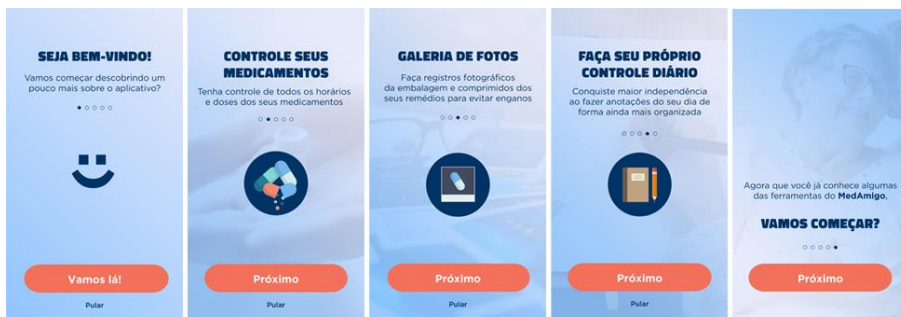 SEJA BEM-VINDO!
Vamos começar descobrindo um
pouco mais sobre o aplicativo?
Vamos lá!
Pular
CONTROLE SEUS
MEDICAMENTOS
Tenha controle de todos os horários
e doses dos seus medicamentos
Próximo
Pular
GALERIA DE FOTOS
Faça registros fotográficos
da embalagem e comprimidos dos
seus remédios para evitar enganos
Próximo
Pular
FAÇA SEU PRÓPRIO
CONTROLE DIÁRIO
Conquiste maior independência
ao fazer anotações do seu dia de
forma ainda mais organizada
Próximo
Pular
Agora que você já conhece algumas
das ferramentas do MedAmigo,
VAMOS COMEÇAR?
Próximo